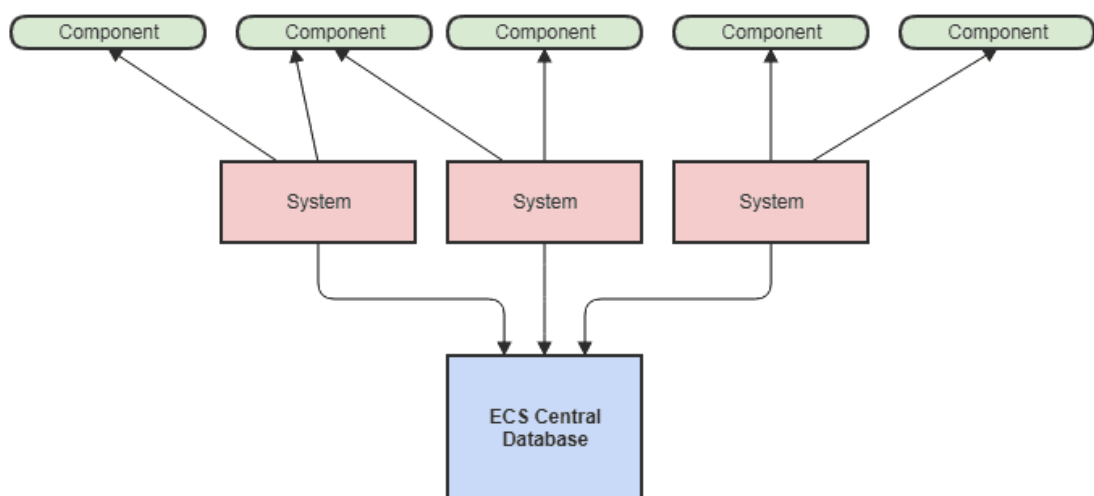 Component
Component
Component
Component
Component
System
System
System
ECS Central
Database